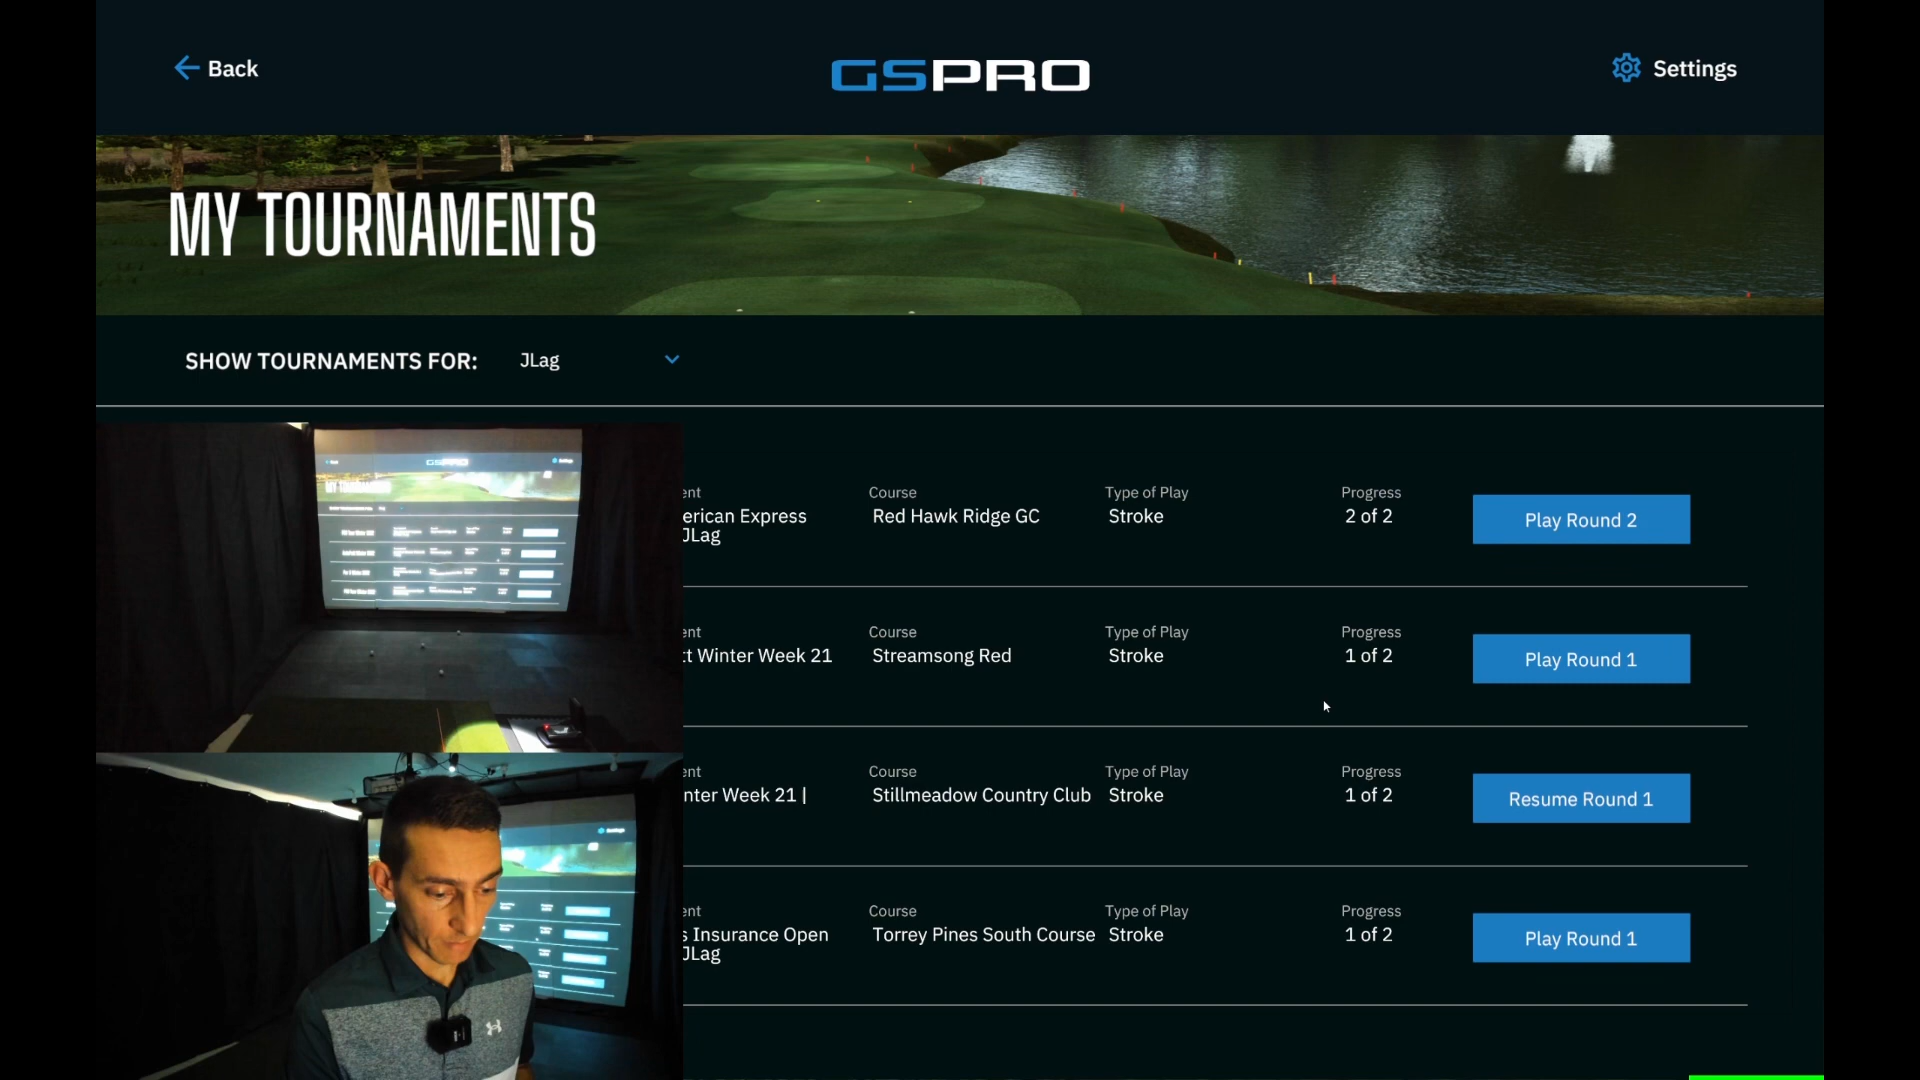 Back
GSPRO
Settings
MY TOURNAMENTS
SHOW TOURNAMENTS FOR: JLag
ent Course Type of Play Progress
erican Express Red Hawk Ridge GC Stroke 2 of 2 Play Round 2
JLag
ent Course Type of Play Progress
tt Winter Week 21 Streamsong Red Stroke 1 of 2 Play Round 1
ent Course Type of Play Progress
nter Week 21 | Stillmeadow Country Club Stroke 1 of 2 Resume Round 1
ent Course Type of Play Progress
s Insurance Open Torrey Pines South Course Stroke 1 of 2 Play Round 1
JLag
GSPRO
MY TOURNAMENTS